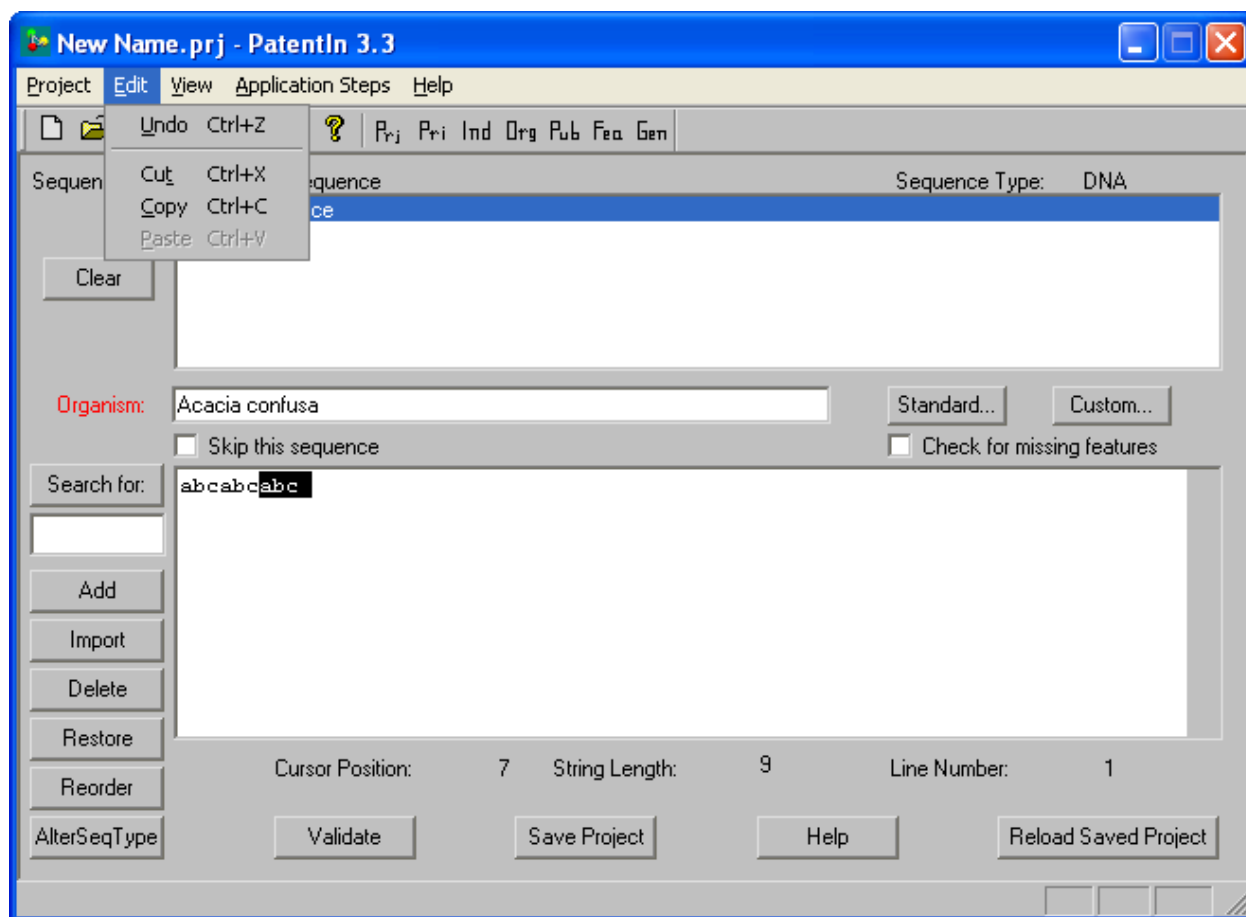 New Name.prj - PatentIn 3.3
Project Edit View Application Steps Help
Undo Ctrl+Z
Prj Pri Ind Org Pub Fea Gen
Cut Ctrl+X
Copy Ctrl+C
Paste Ctrl+V
Sequen equence Sequence Type: DNA
ce
Clear
Organism: Acacia confusa Standard... Custom...
Skip this sequence Check for missing features
Search for: abcabcabc
Add
Import
Delete
Restore
Reorder
AlterSeqType
Cursor Position: 7 String Length: 9 Line Number: 1
Validate Save Project Help Reload Saved Project